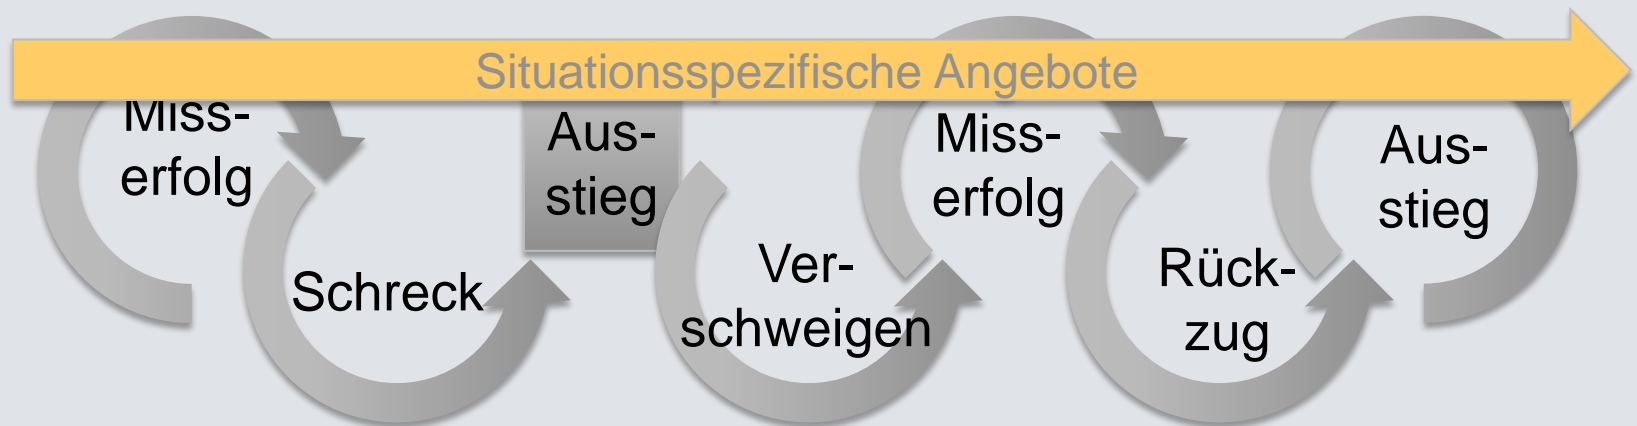 Situationsspezifische Angebote
Miss-
erfolg
Schreck
Aus-
stieg
Ver-
schweigen
Miss-
erfolg
Rück-
zug
Aus-
stieg